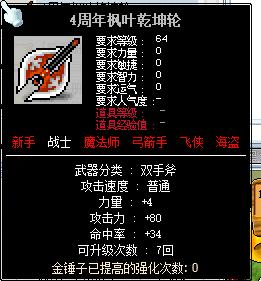 4周年枫叶乾坤轮
要求等级： 64
要求力量： 0
要求敏捷： 0
要求智力： 0
要求运气： 0
要求人气度： -
道具等级： -
道具经验值： -
新手 战士 魔法师 弓箭手 飞侠 海盗
武器分类 : 双手斧
攻击速度 : 普通
力量 : +4
攻击力 : +80
命中率 : +34
可升级次数 : 7回
金锤子已提高的强化次数: 0